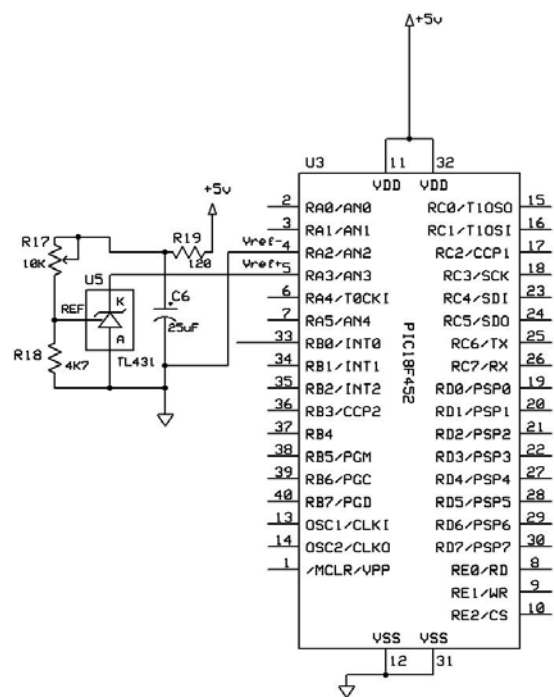 +5v
U3
11 32
VDD VDD
2 RA0/AN0 RC0/T1OSO 15
3 RA1/AN1 RC1/T1OSI 16
Vref- 4 RA2/AN2 RC2/CCP1 17
Vref+ 5 RA3/AN3 RC3/SCK 18
6 RA4/T0CKI RC4/SDI 23
7 RA5/AN4 RC5/SDO 24
33 RB0/INT0 RC6/TX 25
34 RB1/INT1 RC7/RX 26
35 RB2/INT2 RD0/PSP0 19
36 RB3/CCP2 RD1/PSP1 20
37 RB4 RD2/PSP2 21
38 RB5/PGM RD3/PSP3 22
39 RB6/PGC RD4/PSP4 27
40 RB7/PGD RD5/PSP5 28
13 OSC1/CLKI RD6/PSP6 29
14 OSC2/CLKO RD7/PSP7 30
1 /MCLR/VPP RE0/RD 8
RE1/WR 9
RE2/CS 10
PIC18F452
VSS VSS
12 31
+5v
R19
120
R17
10K
U5
REF
K
A
TL431
R18
4K7
C6
25uF